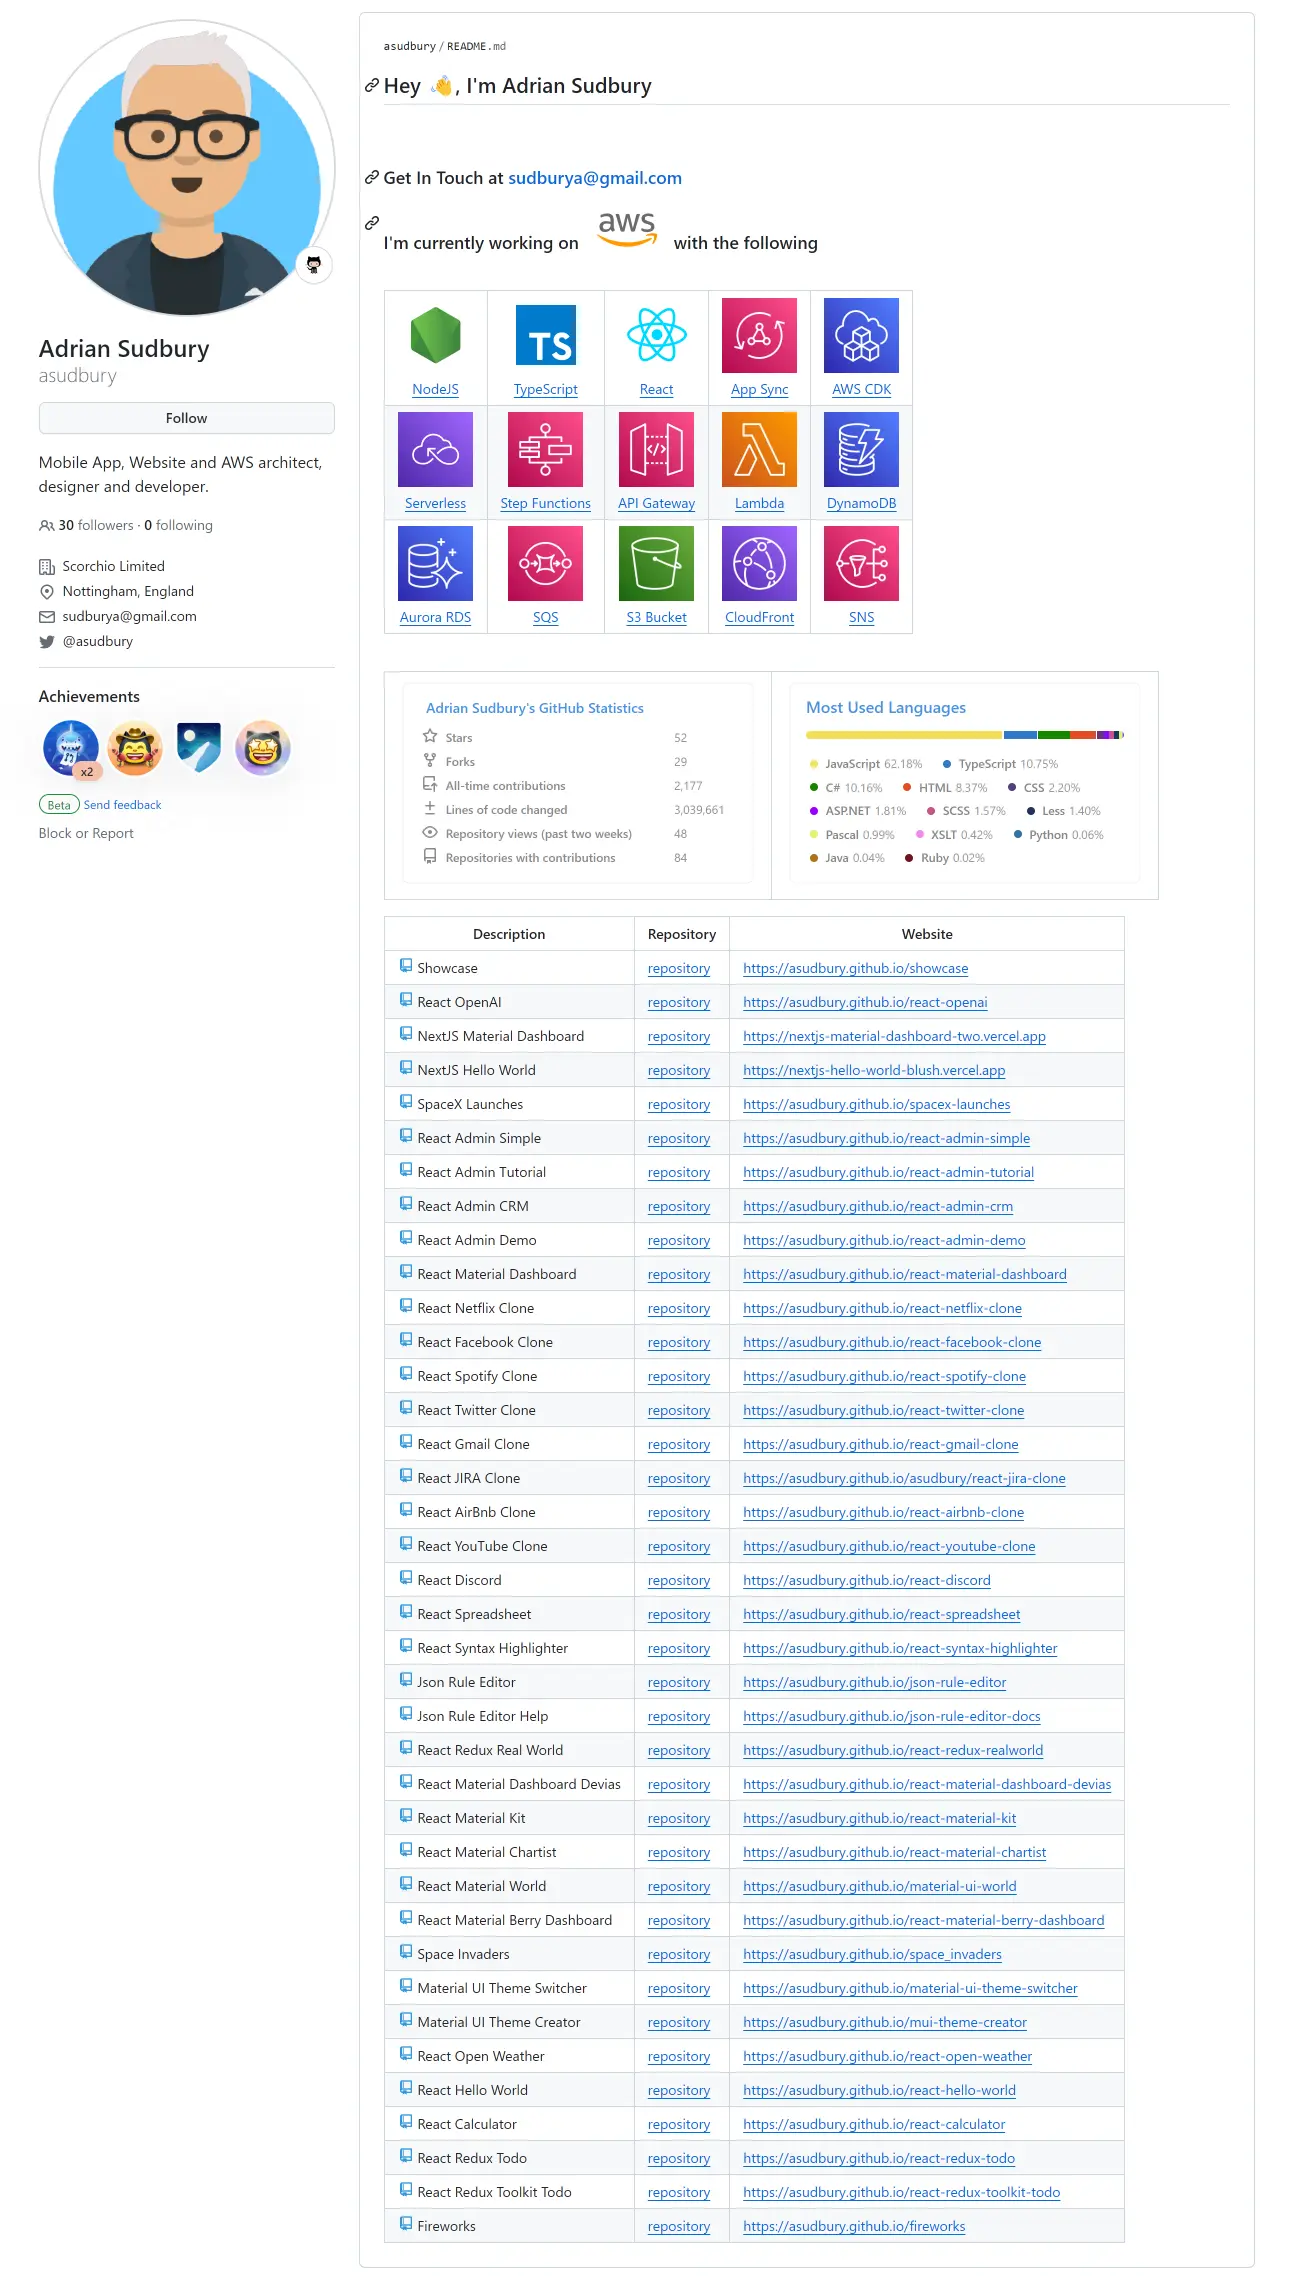 Adrian Sudbury
asudbury
Follow
Mobile App, Website and AWS architect,
designer and developer.
30 followers · 0 following
Scorchio Limited
Nottingham, England
sudburya@gmail.com
@asudbury
Achievements
x2
Beta Send feedback
Block or Report
asudbury / README.md
Hey 👋, I'm Adrian Sudbury
Get In Touch at sudburya@gmail.com
I'm currently working on aws with the following
TS
NodeJS TypeScript React App Sync AWS CDK
Serverless Step Functions API Gateway Lambda DynamoDB
Aurora RDS SQS S3 Bucket CloudFront SNS
Adrian Sudbury's GitHub Statistics
Stars 52
Forks 29
All-time contributions 2,177
Lines of code changed 3,039,661
Repository views (past two weeks) 48
Repositories with contributions 84
Most Used Languages
JavaScript 62.18% TypeScript 10.75%
C# 10.16% HTML 8.37% CSS 2.20%
ASP.NET 1.81% SCSS 1.57% Less 1.40%
Pascal 0.99% XSLT 0.42% Python 0.06%
Java 0.04% Ruby 0.02%
Description Repository Website
Showcase repository https://asudbury.github.io/showcase
React OpenAI repository https://asudbury.github.io/react-openai
NextJS Material Dashboard repository https://nextjs-material-dashboard-two.vercel.app
NextJS Hello World repository https://nextjs-hello-world-blush.vercel.app
SpaceX Launches repository https://asudbury.github.io/spacex-launches
React Admin Simple repository https://asudbury.github.io/react-admin-simple
React Admin Tutorial repository https://asudbury.github.io/react-admin-tutorial
React Admin CRM repository https://asudbury.github.io/react-admin-crm
React Admin Demo repository https://asudbury.github.io/react-admin-demo
React Material Dashboard repository https://asudbury.github.io/react-material-dashboard
React Netflix Clone repository https://asudbury.github.io/react-netflix-clone
React Facebook Clone repository https://asudbury.github.io/react-facebook-clone
React Spotify Clone repository https://asudbury.github.io/react-spotify-clone
React Twitter Clone repository https://asudbury.github.io/react-twitter-clone
React Gmail Clone repository https://asudbury.github.io/react-gmail-clone
React JIRA Clone repository https://asudbury.github.io/asudbury/react-jira-clone
React AirBnb Clone repository https://asudbury.github.io/react-airbnb-clone
React YouTube Clone repository https://asudbury.github.io/react-youtube-clone
React Discord repository https://asudbury.github.io/react-discord
React Spreadsheet repository https://asudbury.github.io/react-spreadsheet
React Syntax Highlighter repository https://asudbury.github.io/react-syntax-highlighter
Json Rule Editor repository https://asudbury.github.io/json-rule-editor
Json Rule Editor Help repository https://asudbury.github.io/json-rule-editor-docs
React Redux Real World repository https://asudbury.github.io/react-redux-realworld
React Material Dashboard Devias repository https://asudbury.github.io/react-material-dashboard-devias
React Material Kit repository https://asudbury.github.io/react-material-kit
React Material Chartist repository https://asudbury.github.io/react-material-chartist
React Material World repository https://asudbury.github.io/material-ui-world
React Material Berry Dashboard repository https://asudbury.github.io/react-material-berry-dashboard
Space Invaders repository https://asudbury.github.io/space_invaders
Material UI Theme Switcher repository https://asudbury.github.io/material-ui-theme-switcher
Material UI Theme Creator repository https://asudbury.github.io/mui-theme-creator
React Open Weather repository https://asudbury.github.io/react-open-weather
React Hello World repository https://asudbury.github.io/react-hello-world
React Calculator repository https://asudbury.github.io/react-calculator
React Redux Todo repository https://asudbury.github.io/react-redux-todo
React Redux Toolkit Todo repository https://asudbury.github.io/react-redux-toolkit-todo
Fireworks repository https://asudbury.github.io/fireworks